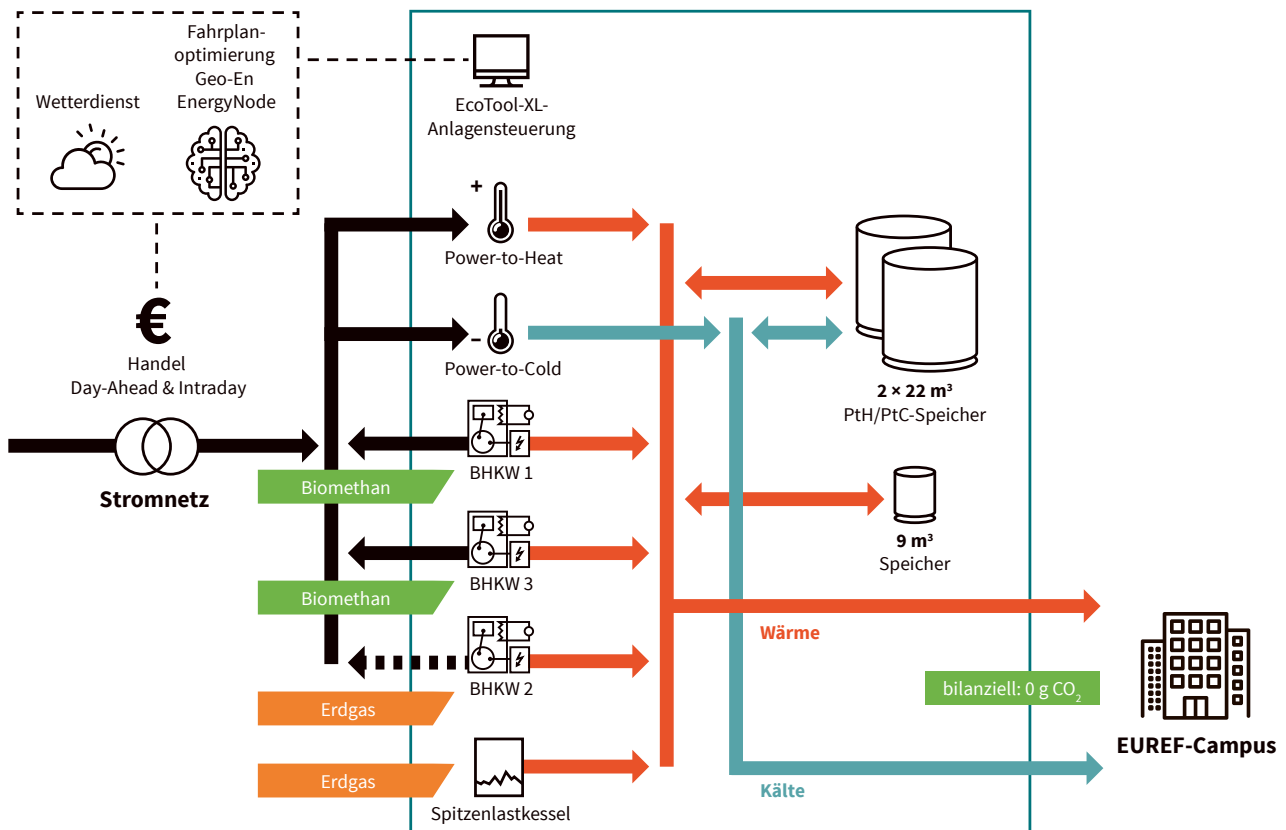 Fahrplan-
optimierung
Geo-En
EnergyNode
Wetterdienst
EcoTool-XL-
Anlagensteuerung
+
Power-to-Heat
–
Power-to-Cold
€
Handel
Day-Ahead & Intraday
Stromnetz
2 × 22 m³
PtH/PtC-Speicher
BHKW 1
Biomethan
9 m³
Speicher
BHKW 3
Biomethan
Wärme
BHKW 2
Erdgas
bilanziell: 0 g CO₂
EUREF-Campus
Erdgas
Kälte
Spitzenlastkessel